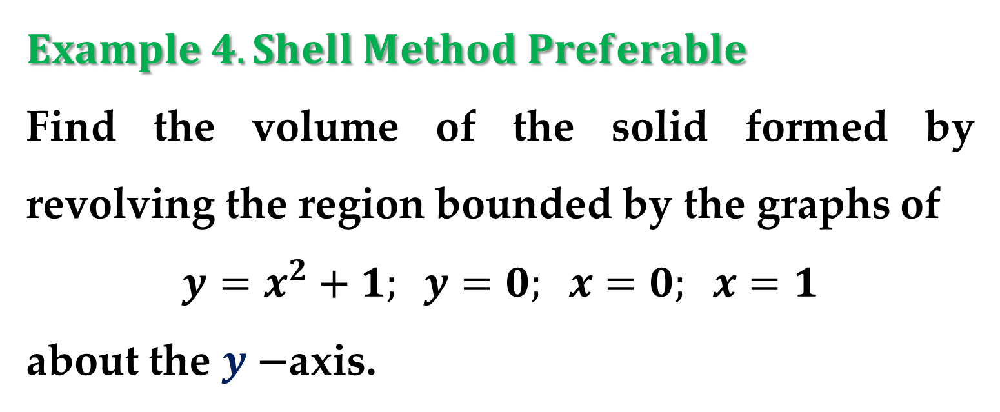 Example 4. Shell Method Preferable
Find the volume of the solid formed by
revolving the region bounded by the graphs of
y = x² + 1; y = 0; x = 0; x = 1
about the y −axis.